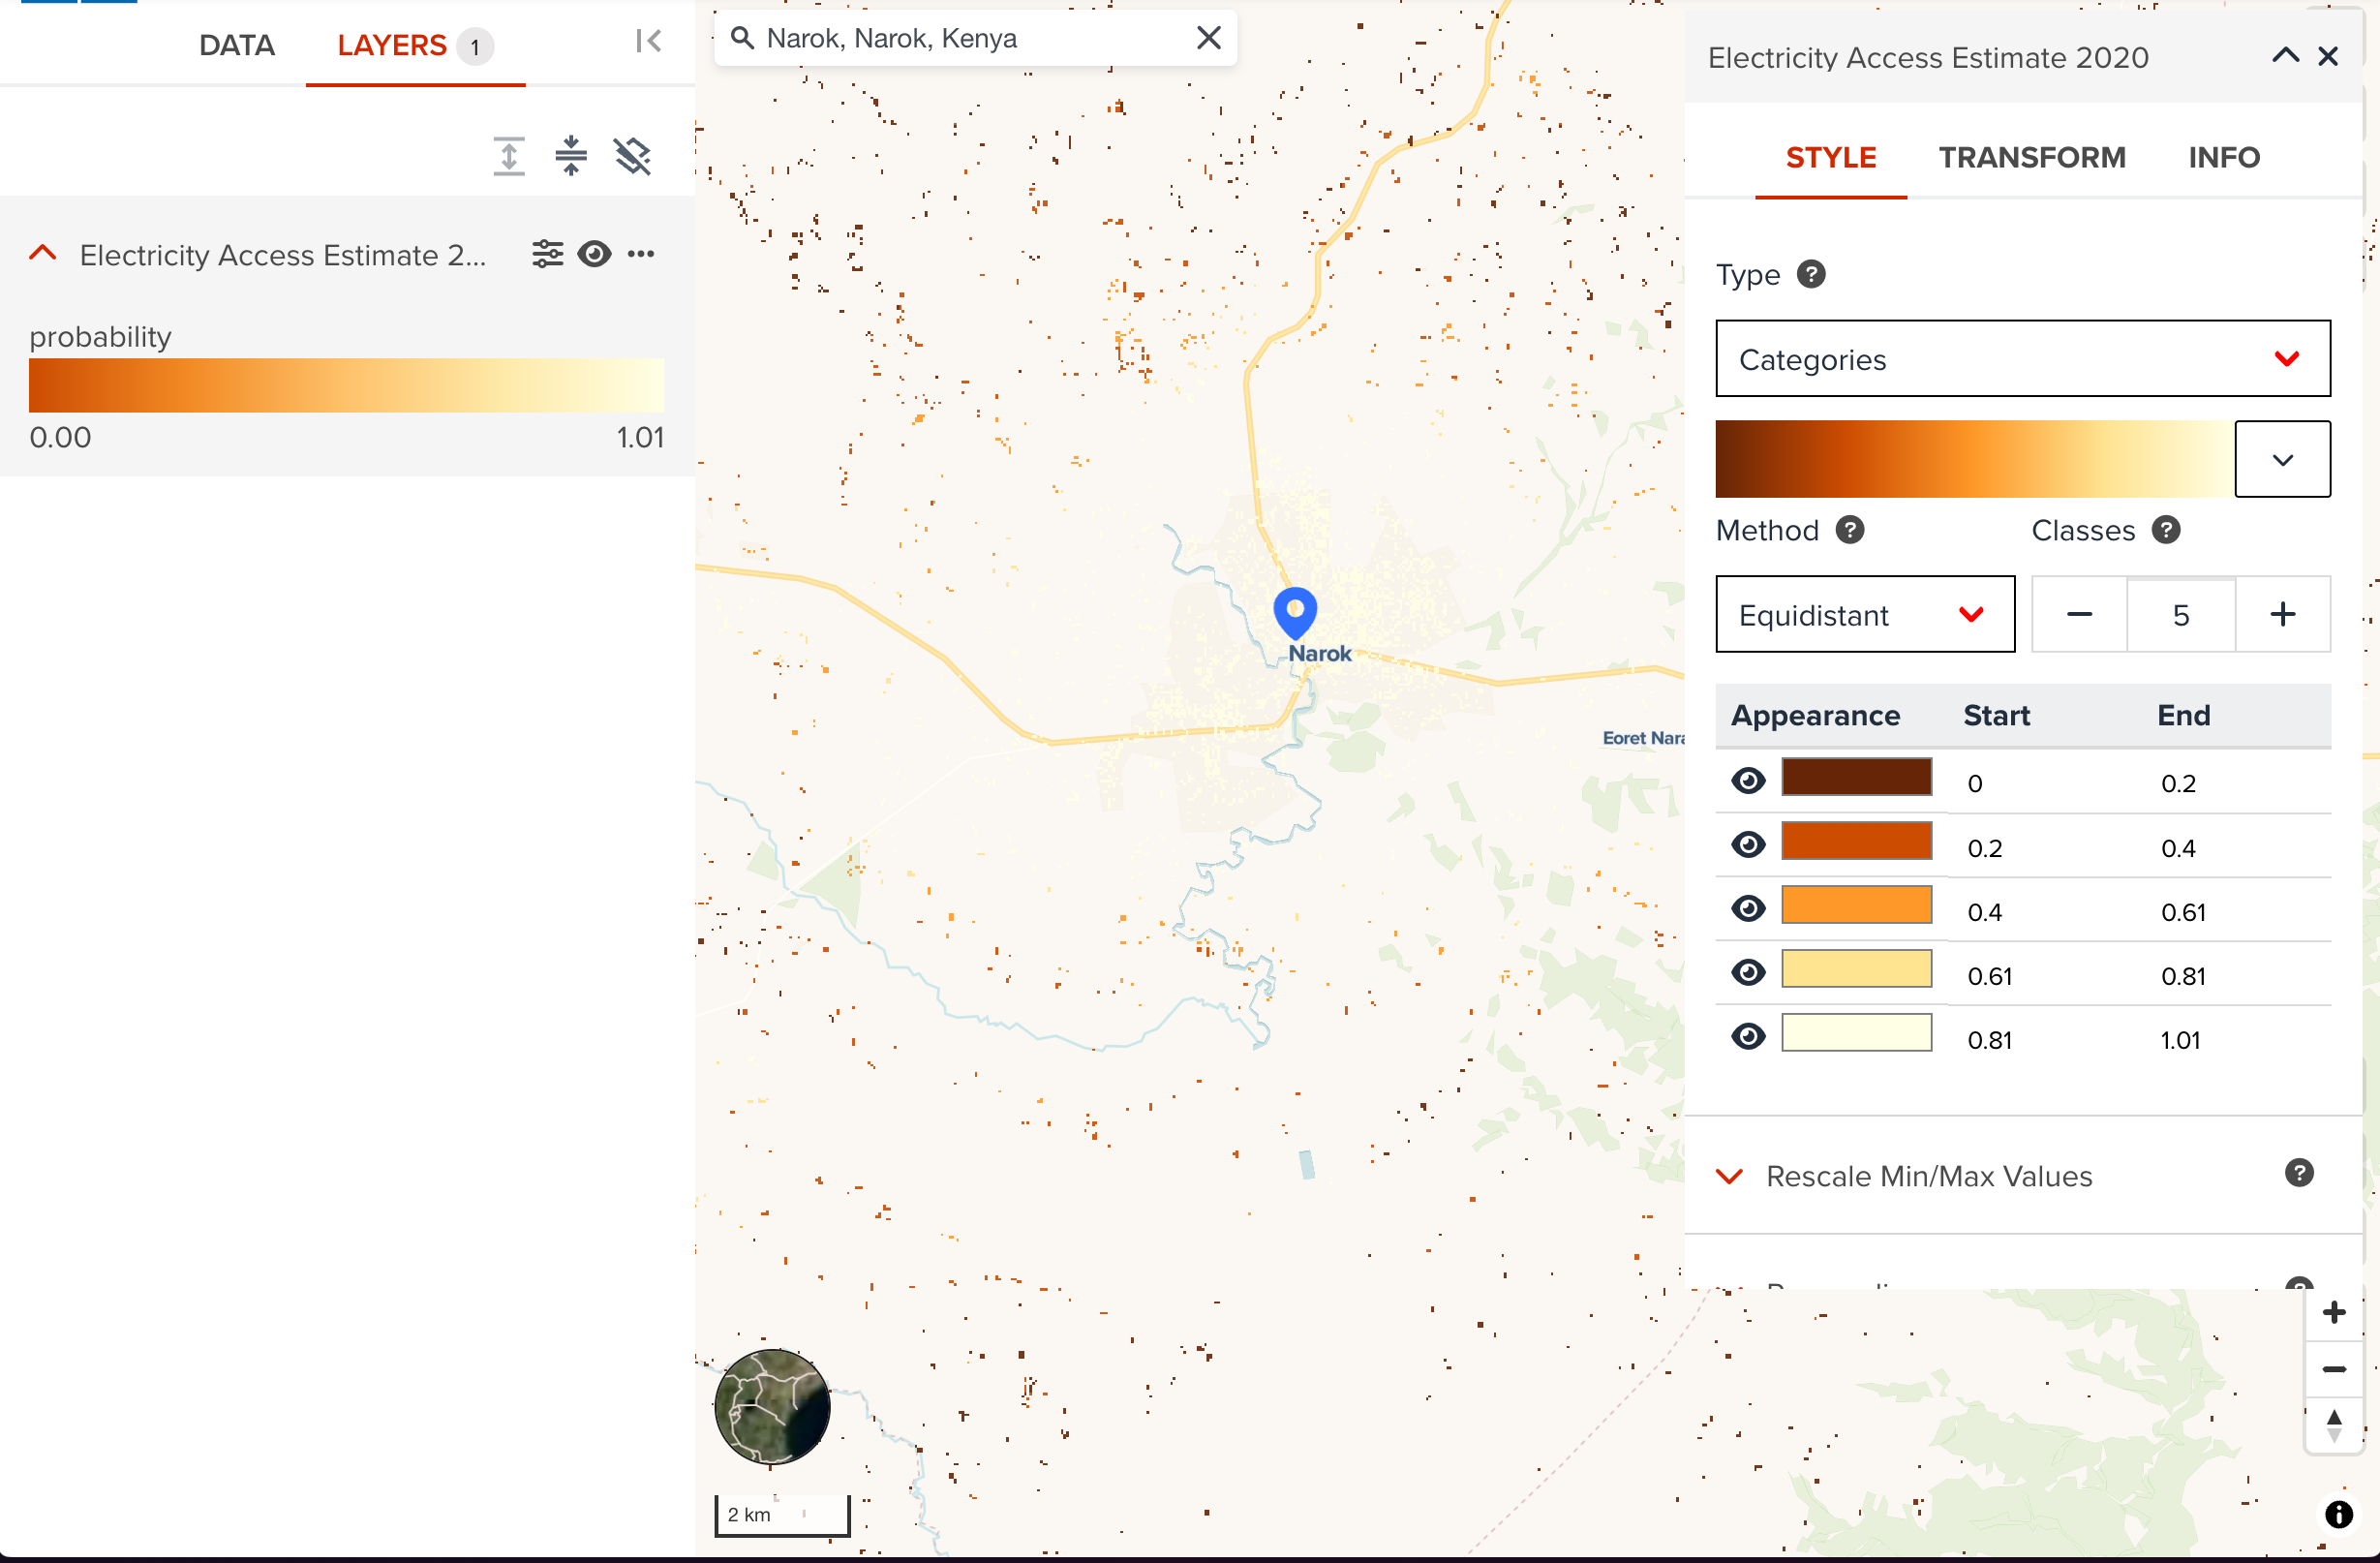 DATA
LAYERS 1
Electricity Access Estimate 2...
probability
0.00 1.01
Narok, Narok, Kenya
Narok
Eoret Nara
2 km
Electricity Access Estimate 2020
STYLE TRANSFORM INFO
Type ?
Categories
Method ? Classes ?
Equidistant 5
Appearance Start End
0 0.2
0.2 0.4
0.4 0.61
0.61 0.81
0.81 1.01
Rescale Min/Max Values ?